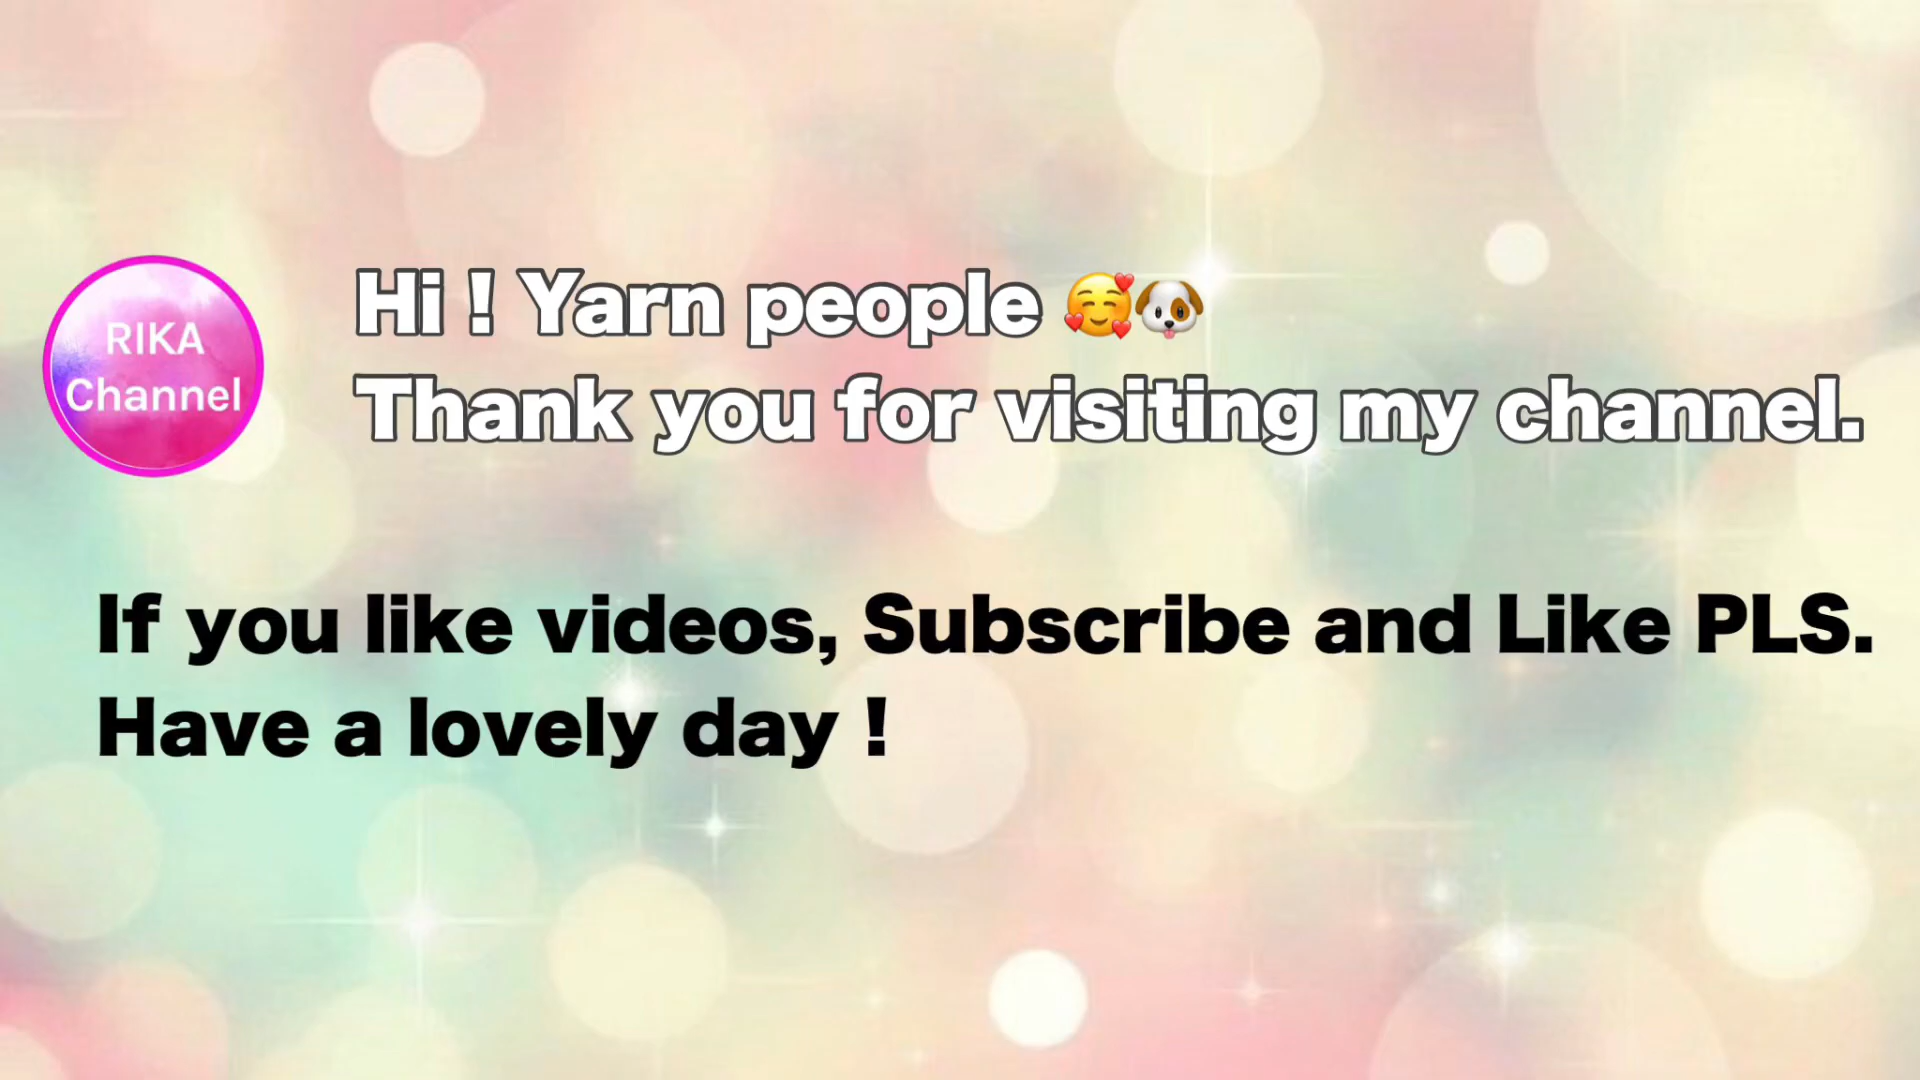 RIKA
Channel
Hi ! Yarn people 🥰🐶
Thank you for visiting my channel.
If you like videos, Subscribe and Like PLS.
Have a lovely day !